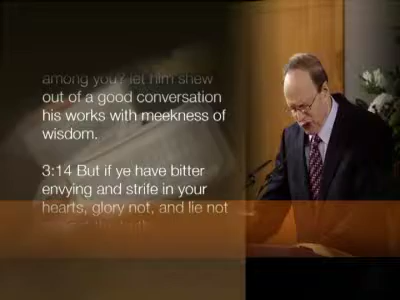 among you? let him shew
out of a good conversation
his works with meekness of
wisdom.
3:14 But if ye have bitter
envying and strife in your
hearts, glory not, and lie not